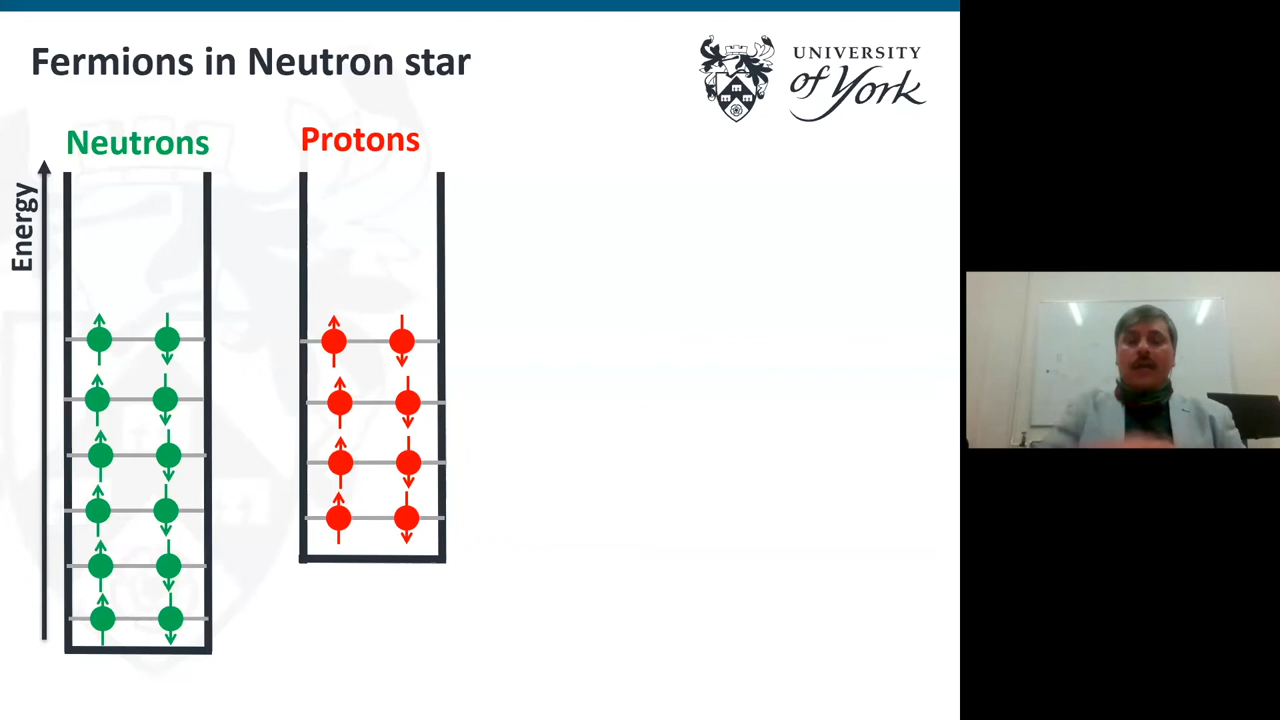 Fermions in Neutron star
UNIVERSITY
of York
Neutrons
Protons
Energy